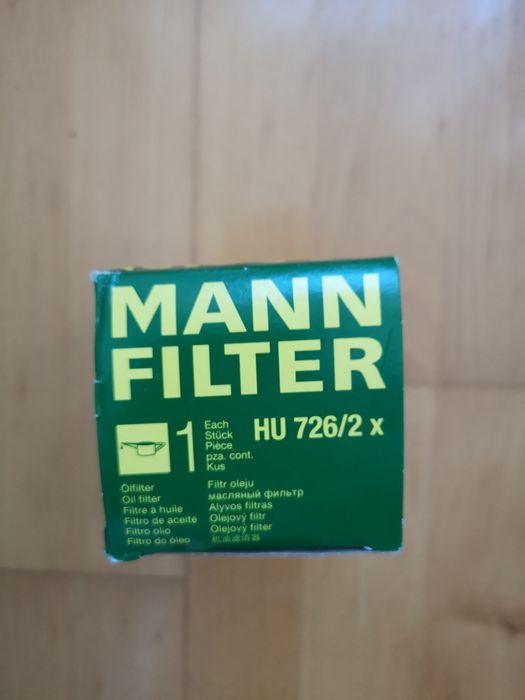 MANN
FILTER
1
Each
Stück
Pièce
pza. cont.
Kus
HU 726/2 x
Ölfilter
Oil filter
Filtre à huile
Filtro de aceite
Filtro olio
Filtro do óleo
Filtr oleju
масляный фильтр
Alyvos filtras
Olejový filtr
Olejový filter
机油滤清器